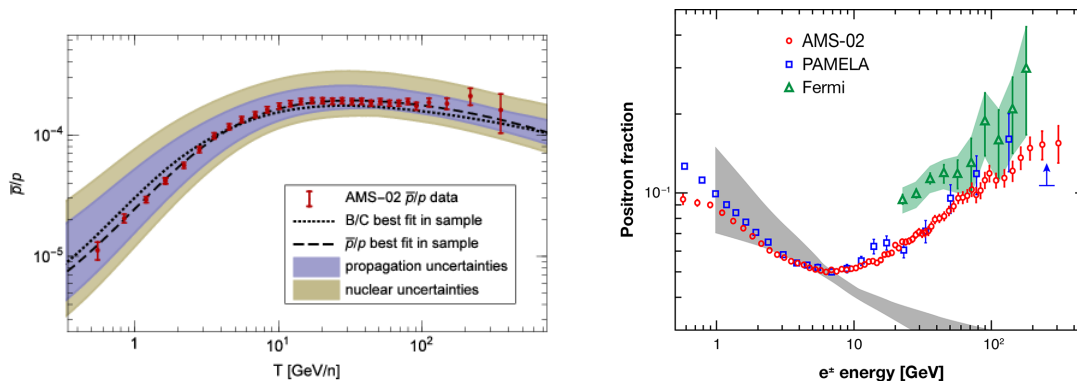 p̅/p
10⁻⁴
10⁻⁵
1
10
10²
T [GeV/n]
AMS-02 p̅/p data
B/C best fit in sample
p̅/p best fit in sample
propagation uncertainties
nuclear uncertainties
Positron fraction
10⁻¹
1
10
10²
e± energy [GeV]
AMS-02
PAMELA
Fermi